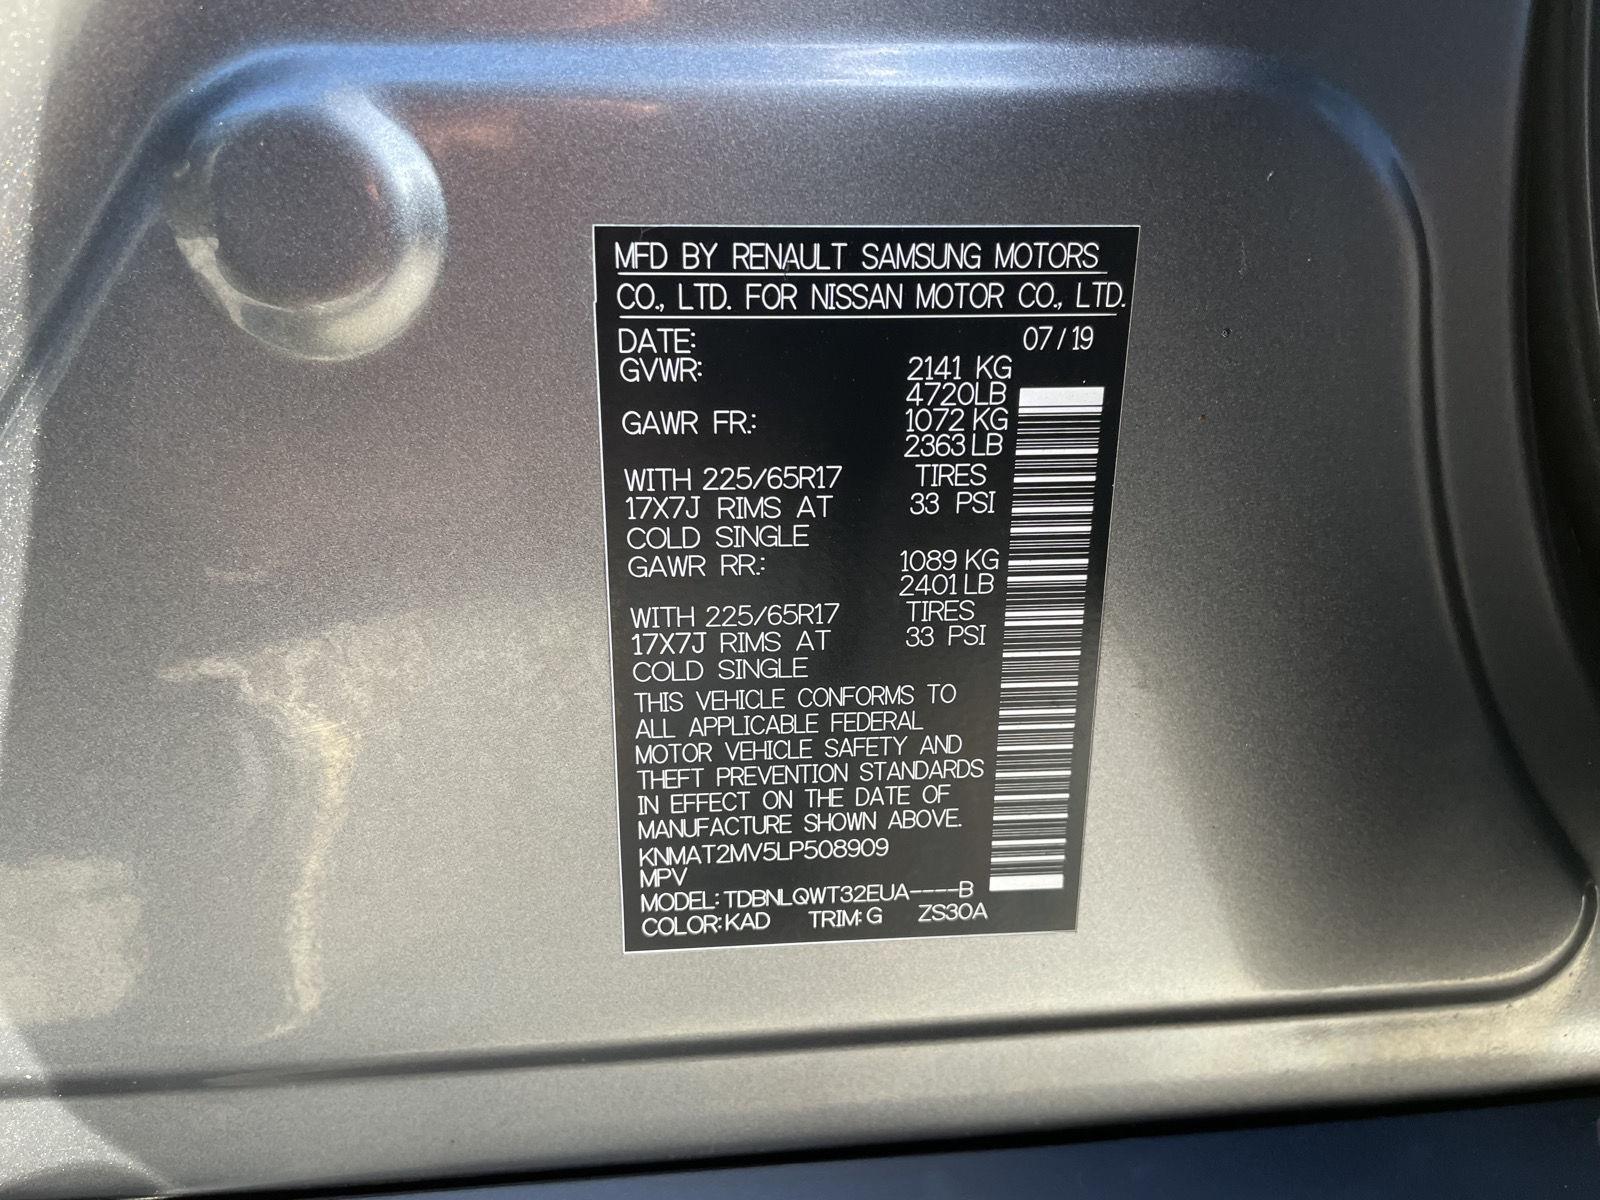 MFD BY RENAULT SAMSUNG MOTORS
CO., LTD. FOR NISSAN MOTOR CO., LTD.
DATE: 07/19
GVWR: 2141 KG
4720LB
GAWR FR.: 1072 KG
2363 LB
WITH 225/65R17 TIRES
17X7J RIMS AT 33 PSI
COLD SINGLE
GAWR RR.: 1089 KG
2401 LB
WITH 225/65R17 TIRES
17X7J RIMS AT 33 PSI
COLD SINGLE
THIS VEHICLE CONFORMS TO
ALL APPLICABLE FEDERAL
MOTOR VEHICLE SAFETY AND
THEFT PREVENTION STANDARDS
IN EFFECT ON THE DATE OF
MANUFACTURE SHOWN ABOVE.
KNMAT2MV5LP508909
MPV
MODEL: TDBNLQWT32EUA----B
COLOR: KAD TRIM: G ZS30A